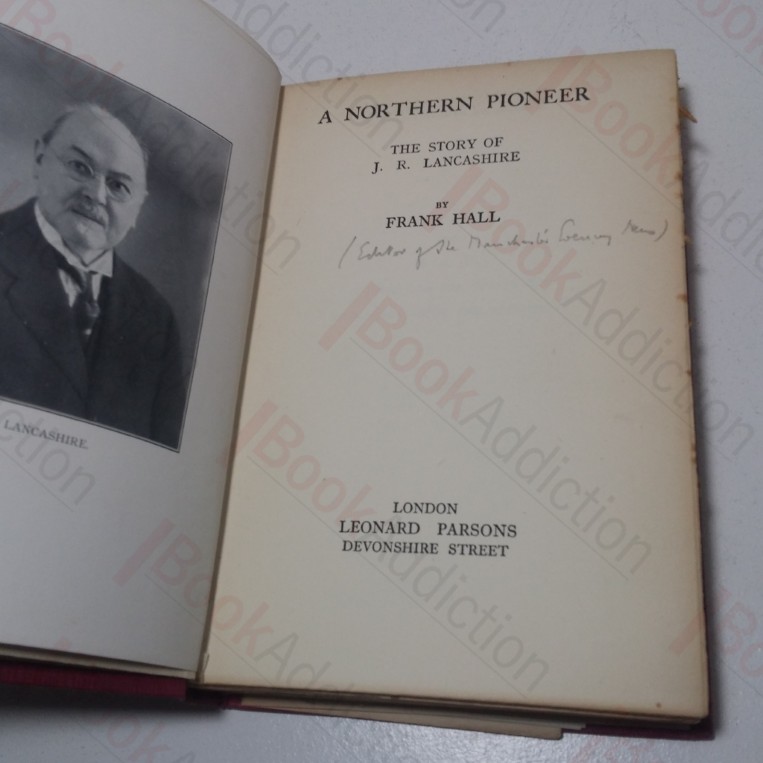 LANCASHIRE.
A NORTHERN PIONEER
THE STORY OF
J. R. LANCASHIRE
BY
FRANK HALL
(Editor of the Manchester Evening News)
LONDON
LEONARD PARSONS
DEVONSHIRE STREET
BookAddiction